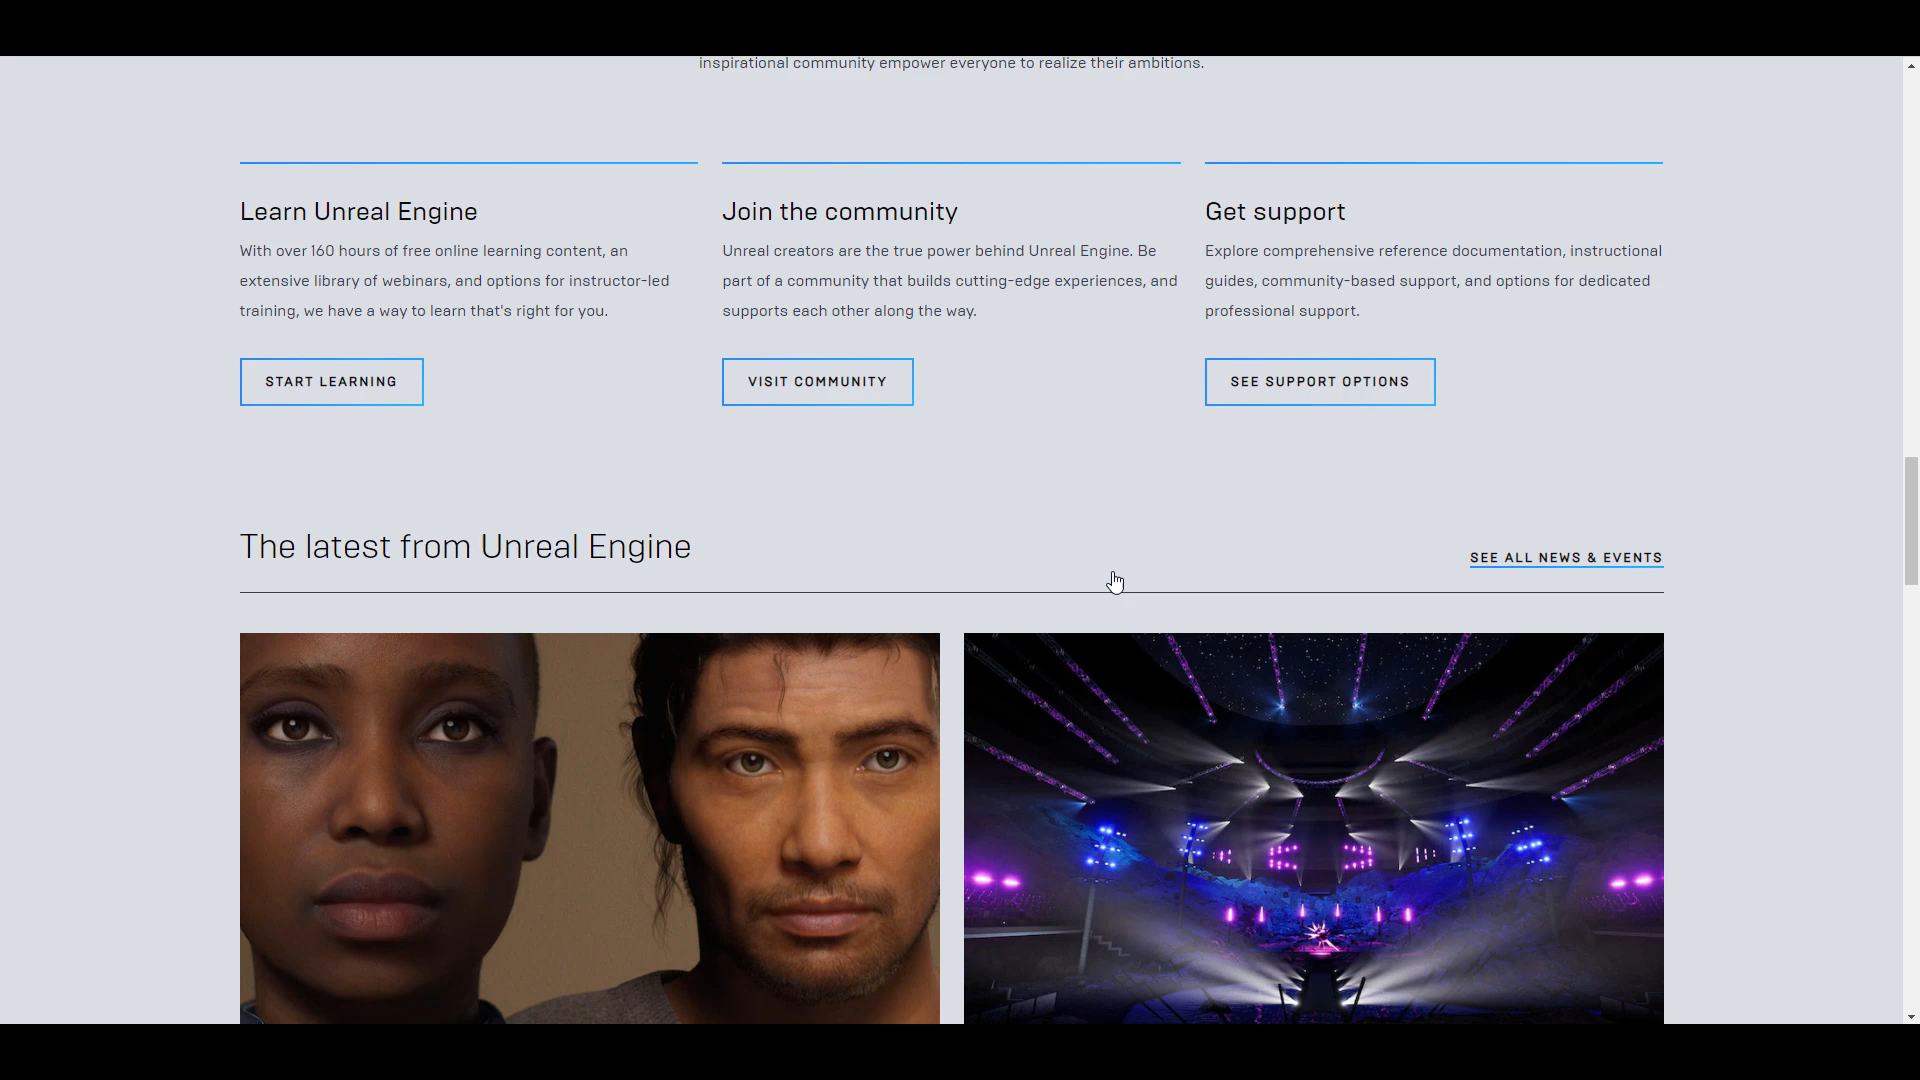 inspirational community empower everyone to realize their ambitions.
Learn Unreal Engine
With over 160 hours of free online learning content, an
extensive library of webinars, and options for instructor-led
training, we have a way to learn that's right for you.
START LEARNING
Join the community
Unreal creators are the true power behind Unreal Engine. Be
part of a community that builds cutting-edge experiences, and
supports each other along the way.
VISIT COMMUNITY
Get support
Explore comprehensive reference documentation, instructional
guides, community-based support, and options for dedicated
professional support.
SEE SUPPORT OPTIONS
The latest from Unreal Engine
SEE ALL NEWS & EVENTS